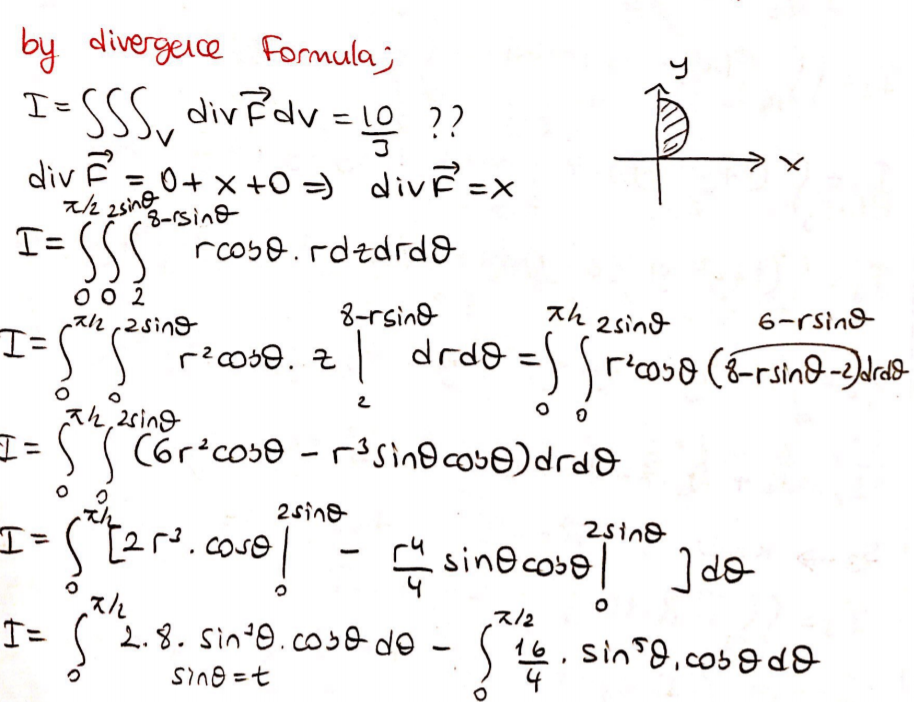 by divergence Formula;
y
I = ∫∫∫_V div F⃗ dv = 10/3 ??
x
div F⃗ = 0 + x + 0 ⇒ div F⃗ = x
I = ∫_0^{π/2} ∫_0^{2sinθ} ∫_2^{8-rsinθ} rcosθ. rdzdrdθ
I = ∫_0^{π/2} ∫_0^{2sinθ} r²cosθ. z |_2^{8-rsinθ} drdθ = ∫_0^{π/2} ∫_0^{2sinθ} r²cosθ (8-rsinθ-2)drdθ 6-rsinθ
I = ∫_0^{π/2} ∫_0^{2sinθ} (6r²cosθ - r³sinθcosθ)drdθ
I = ∫_0^{π/2} [2r³. cosθ |_0^{2sinθ} - r⁴/4 sinθcosθ |_0^{2sinθ} ] dθ
I = ∫_0^{π/2} 2. 8. sin³θ. cosθ dθ - ∫_0^{π/2} 16/4 . sin⁵θ. cosθ dθ
sinθ = t